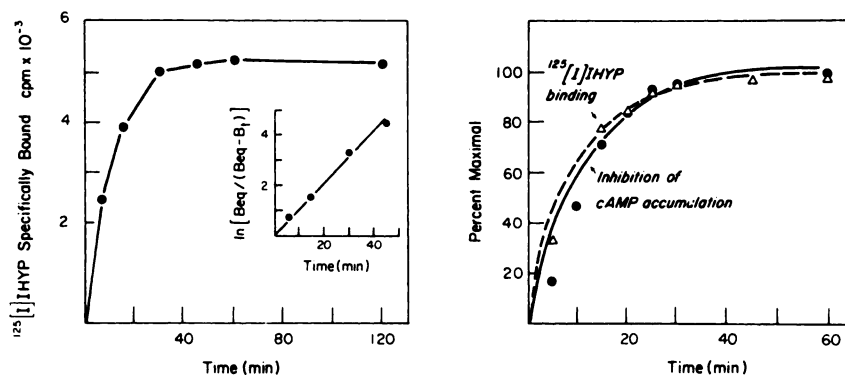 6
4
2
¹²⁵[I]IHYP Specifically Bound cpm x 10⁻³
40
80
120
Time (min)
4
2
ln [Beq/(Beq-Bt)]
20
40
Time (min)
100
80
60
40
20
Percent Maximal
¹²⁵[I]IHYP
binding
Inhibition of
cAMP accumulation
20
40
60
Time (min)